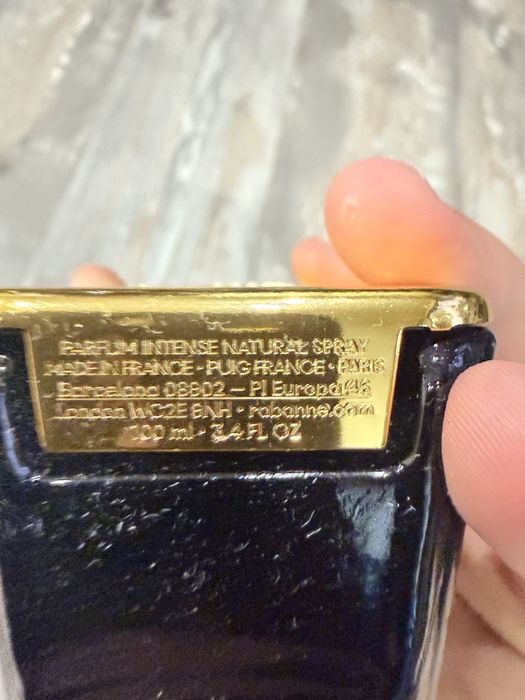 PARFUM INTENSE NATURAL SPRAY
MADE IN FRANCE - PUIG FRANCE - PARIS
Barcelona 08902 - Pl Europa 46
London WC2E 9NH - rabanne.com
100 ml - 3.4 FL OZ